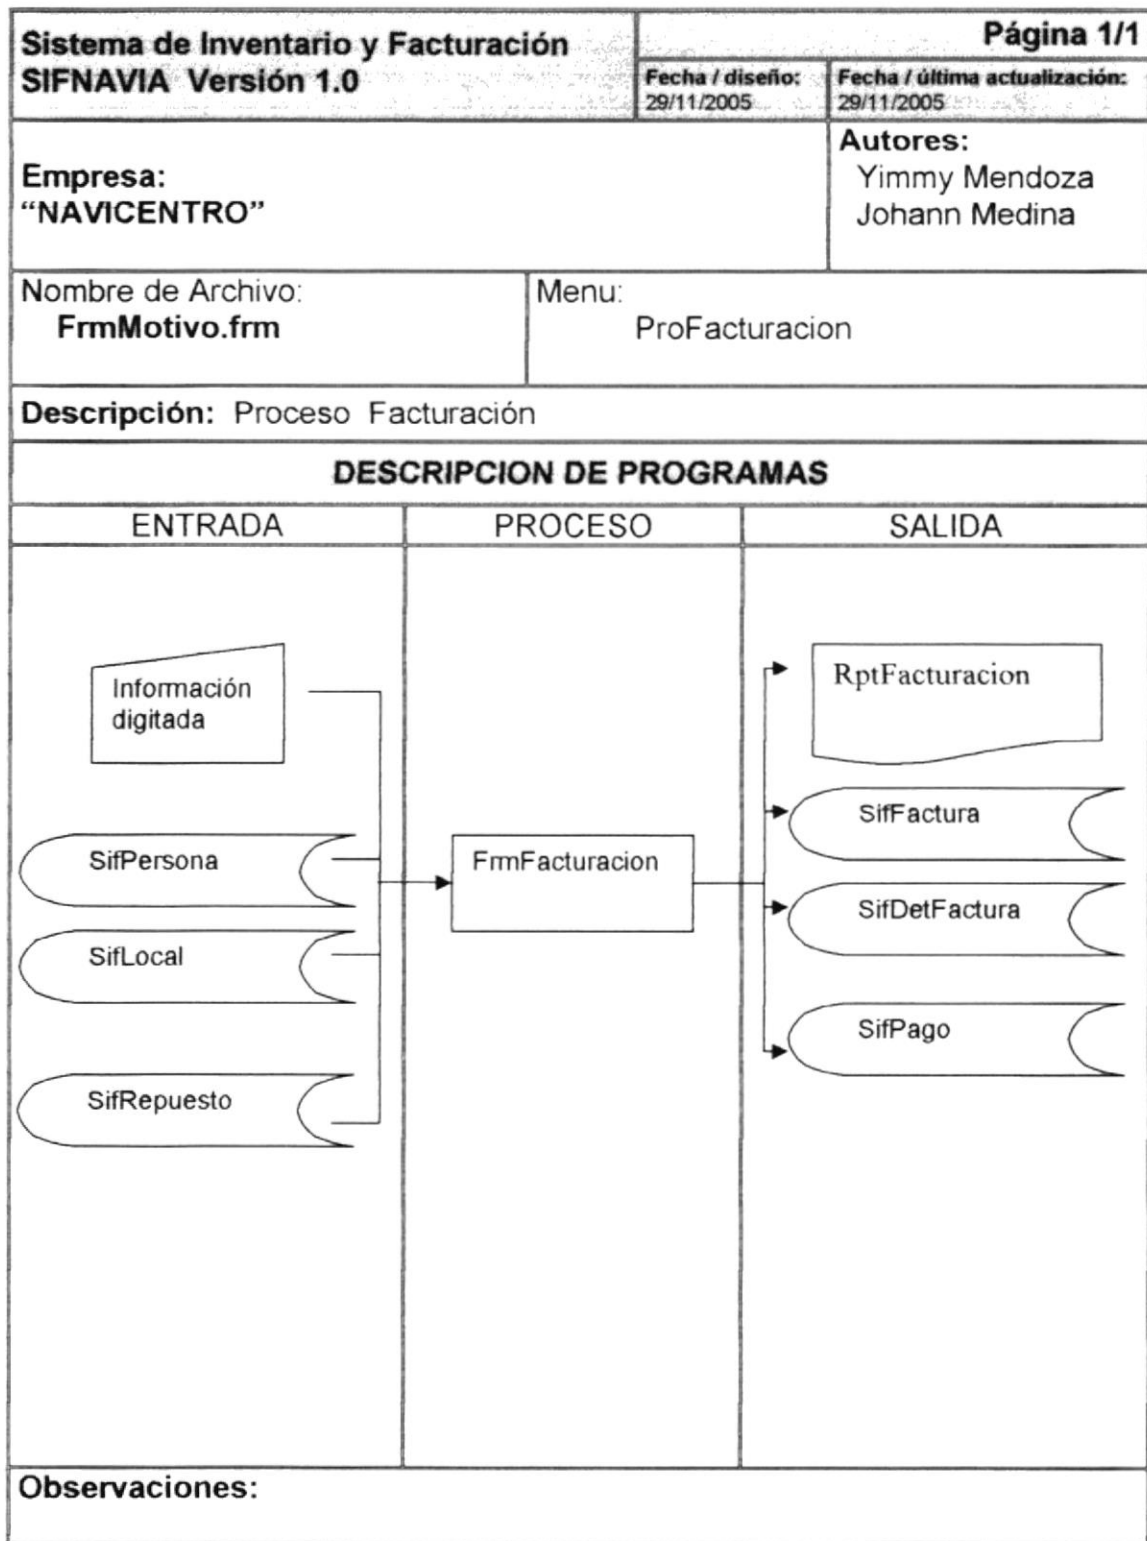 Sistema de Inventario y Facturación
SIFNAVIA Versión 1.0
Página 1/1
Fecha / diseño:
29/11/2005
Fecha / última actualización:
29/11/2005
Empresa:
“NAVICENTRO”
Autores:
Yimmy Mendoza
Johann Medina
Nombre de Archivo:
FrmMotivo.frm
Menu:
ProFacturacion
Descripción: Proceso Facturación
DESCRIPCION DE PROGRAMAS
ENTRADA
PROCESO
SALIDA
Información
digitada
SifPersona
SifLocal
SifRepuesto
FrmFacturacion
RptFacturacion
SifFactura
SifDetFactura
SifPago
Observaciones: